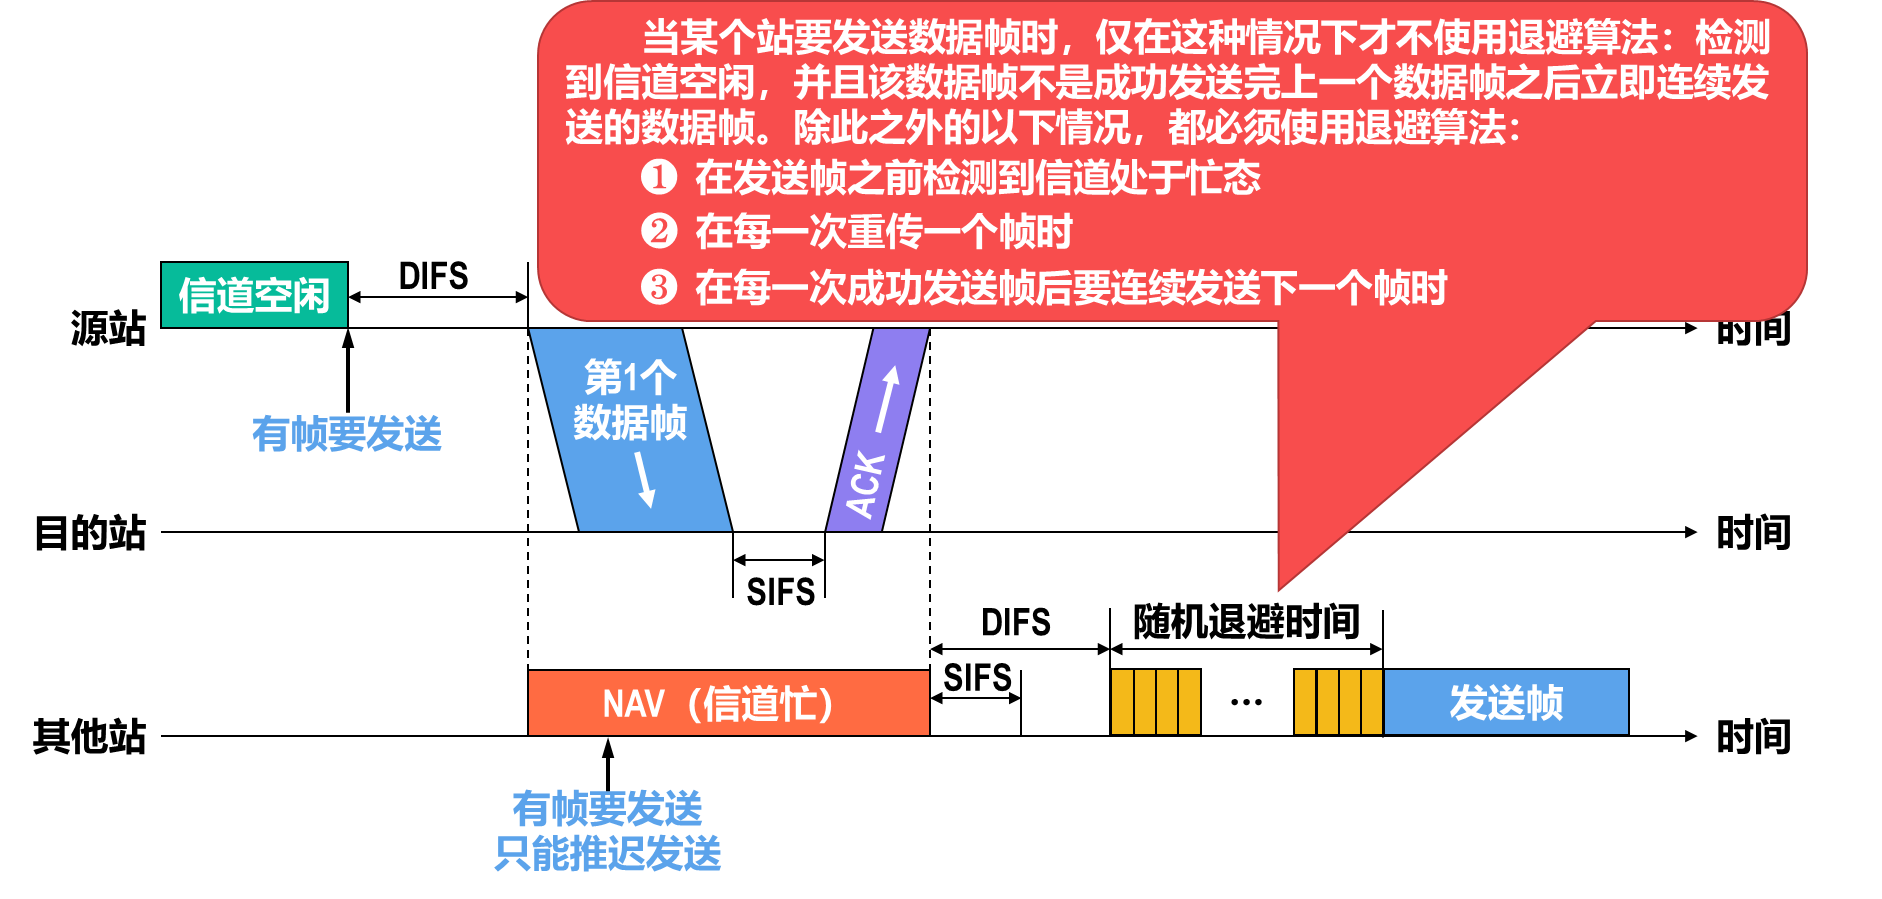 当某个站要发送数据帧时，仅在这种情况下才不使用退避算法：检测
到信道空闲，并且该数据帧不是成功发送完上一个数据帧之后立即连续发
送的数据帧。除此之外的以下情况，都必须使用退避算法：
❶ 在发送帧之前检测到信道处于忙态
❷ 在每一次重传一个帧时
❸ 在每一次成功发送帧后要连续发送下一个帧时
信道空闲
DIFS
源站
时间
有帧要发送
第1个
数据帧
ACK
目的站
时间
SIFS
DIFS
随机退避时间
SIFS
NAV（信道忙）
...
发送帧
其他站
时间
有帧要发送
只能推迟发送